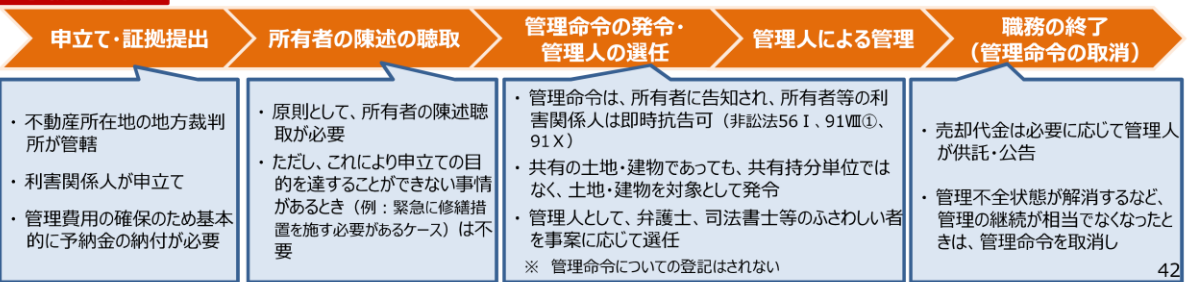 申立て・証拠提出
所有者の陳述の聴取
管理命令の発令・
管理人の選任
管理人による管理
職務の終了
（管理命令の取消）
・ 不動産所在地の地方裁判
所が管轄
・ 利害関係人が申立て
・ 管理費用の確保のため基本
的に予納金の納付が必要
・ 原則として、所有者の陳述聴
取が必要
・ ただし、これにより申立ての目
的を達することができない事情
があるとき（例：緊急に修繕措
置を施す必要があるケース）は不
要
・ 管理命令は、所有者に告知され、所有者等の利
害関係人は即時抗告可（非訟法56Ⅰ、91Ⅷ①、
91Ⅹ）
・ 共有の土地・建物であっても、共有持分単位では
なく、土地・建物を対象として発令
・ 管理人として、弁護士、司法書士等のふさわしい者
を事案に応じて選任
※ 管理命令についての登記はされない
・ 売却代金は必要に応じて管理人
が供託・公告
・ 管理不全状態が解消するなど、
管理の継続が相当でなくなったと
きは、管理命令を取消し
42